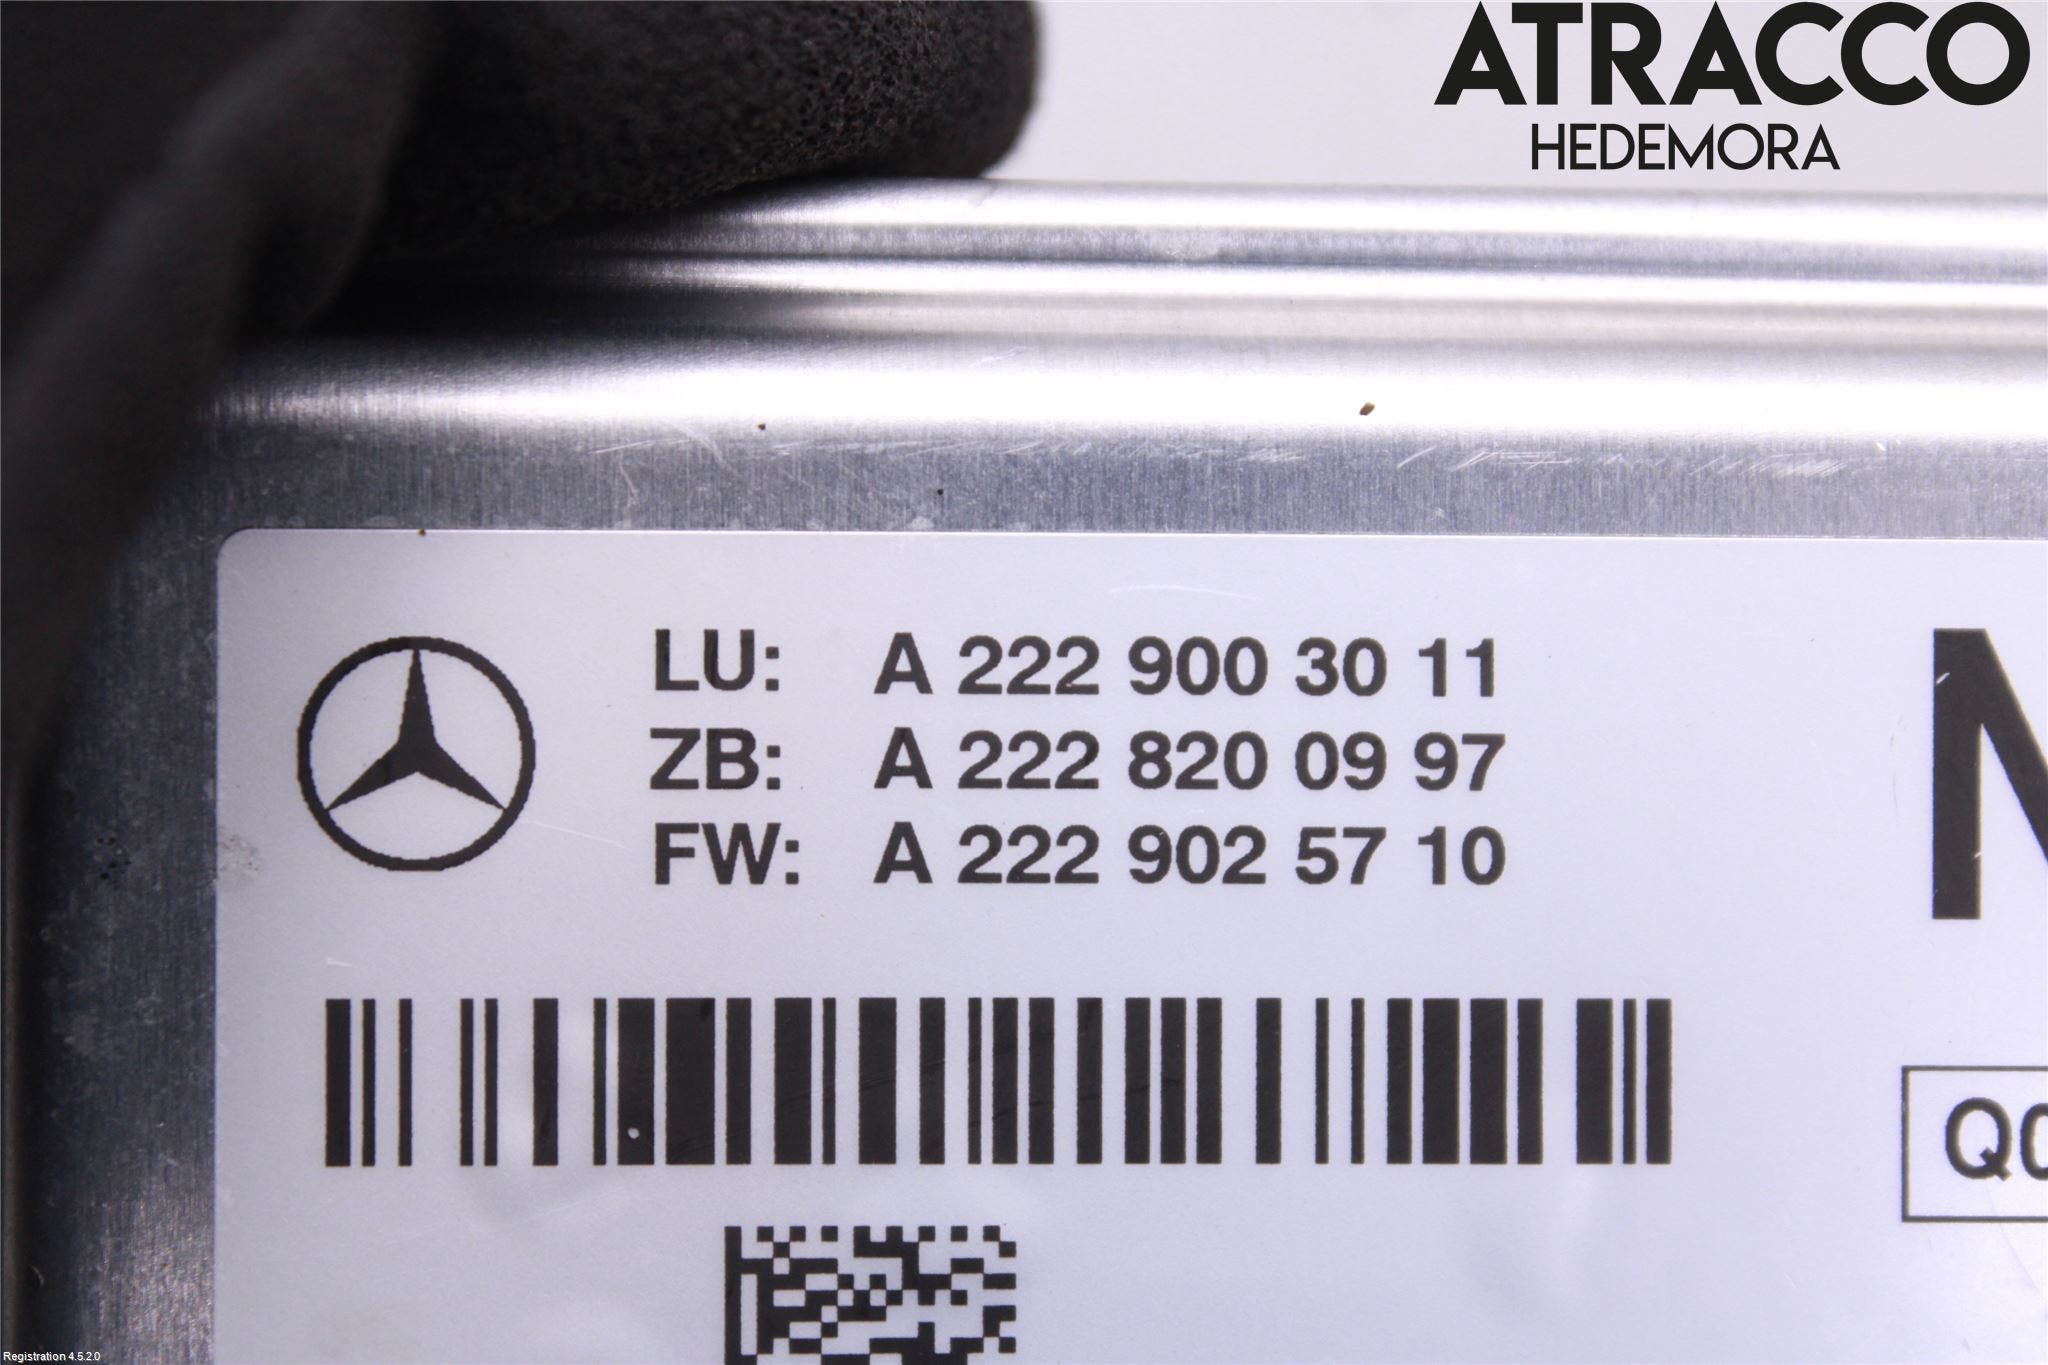 ATRACCO
HEDEMORA
LU: A 222 900 30 11
ZB: A 222 820 09 97
FW: A 222 902 57 10
N
Q0
Registration 4.5.2.0